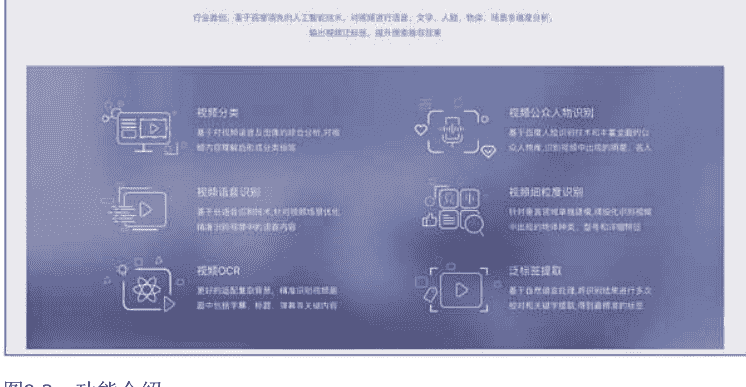 行业首创，基于百度领先的人工智能技术，对视频进行语音、文字、人脸、物体、场景多维度分析，
输出视频泛标签，提升搜索推荐效果
视频分类
基于对视频语音及图像的综合分析,对视
频内容理解后形成分类标签
视频公众人物识别
基于百度人脸识别技术和丰富全面的公
众人物库,识别视频中出现的明星、名人
视频语音识别
基于长语音识别技术,针对视频场景优化,
精准识别视频中的语音内容
视频细粒度识别
针对垂直领域单独建模,细粒化识别视频
中出现的物体种类、型号和详细特征
视频OCR
更好的适配复杂背景，精准识别视频画
面中包括字幕、标题、弹幕等关键内容
泛标签提取
基于自然语言处理,将识别结果进行多次
校对和关键字提取,得到最精准的标签